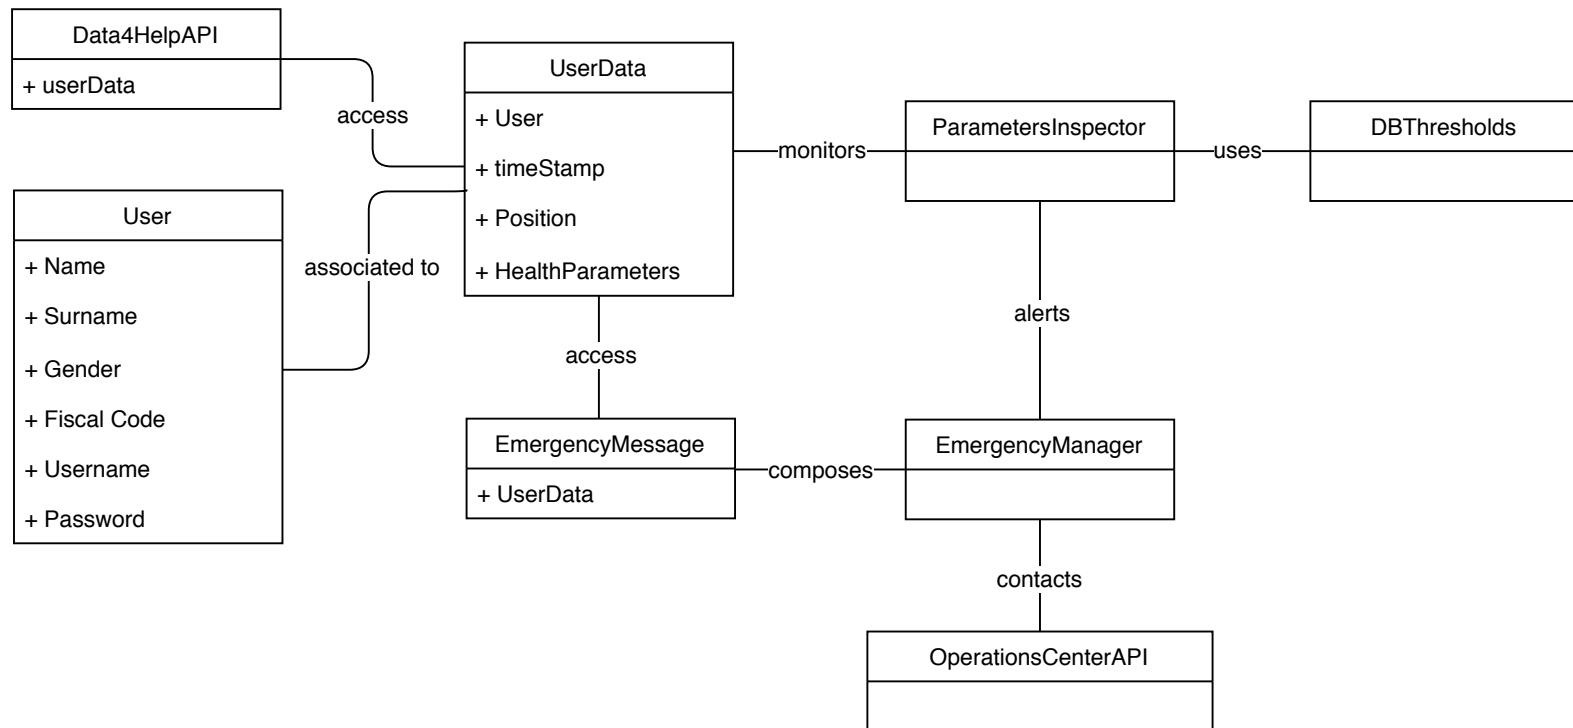 Data4HelpAPI
+ userData
access
User
+ Name
+ Surname
+ Gender
+ Fiscal Code
+ Username
+ Password
associated to
UserData
+ User
+ timeStamp
+ Position
+ HealthParameters
access
EmergencyMessage
+ UserData
monitors
ParametersInspector
uses
DBThresholds
alerts
composes
EmergencyManager
contacts
OperationsCenterAPI